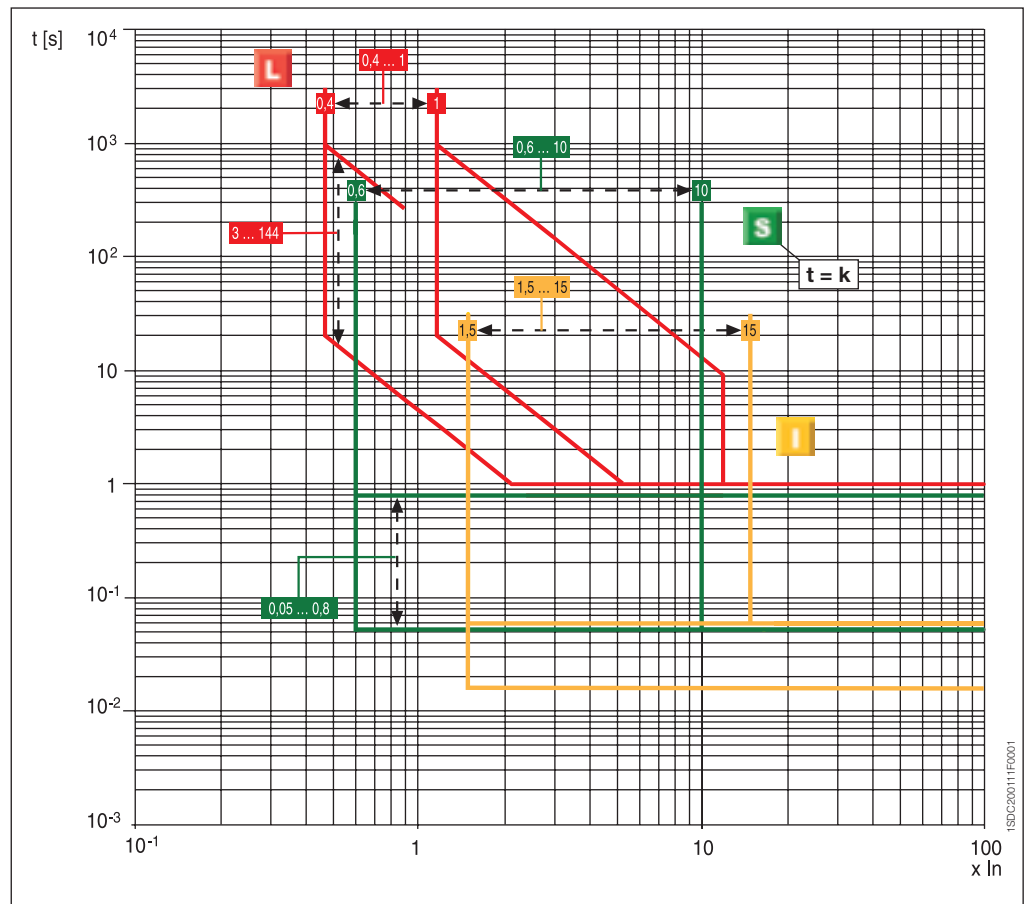 t [s]
10⁴
L
0,4 ... 1
0,4
1
10³
0,6 ... 10
0,6
10
3 ... 144
S
10²
t = k
1,5 ... 15
1,5
15
10
I
1
10⁻¹
0,05 ... 0,8
10⁻²
10⁻³
10⁻¹
1
10
100
x In
1SDC200111F0001